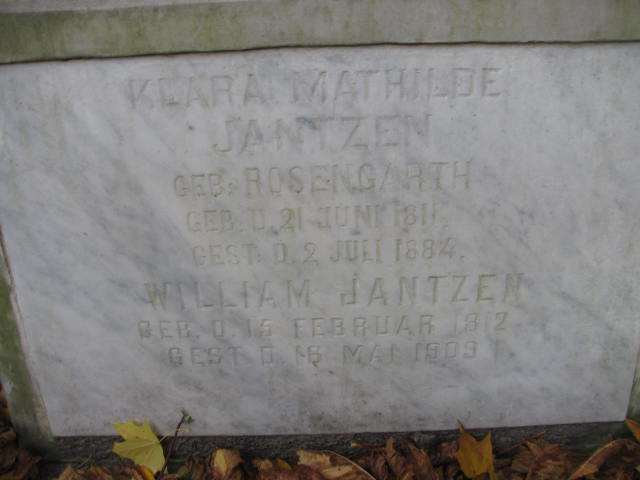 KLARA MATHILDE
JANTZEN
GEB: ROSENGARTH
GEB. D. 21 JUNI 1811.
GEST. D. 2 JULI 1884.
WILLIAM JANTZEN
GEB. D. 15 FEBRUAR 1812
GEST. D. 16 MAI 1909